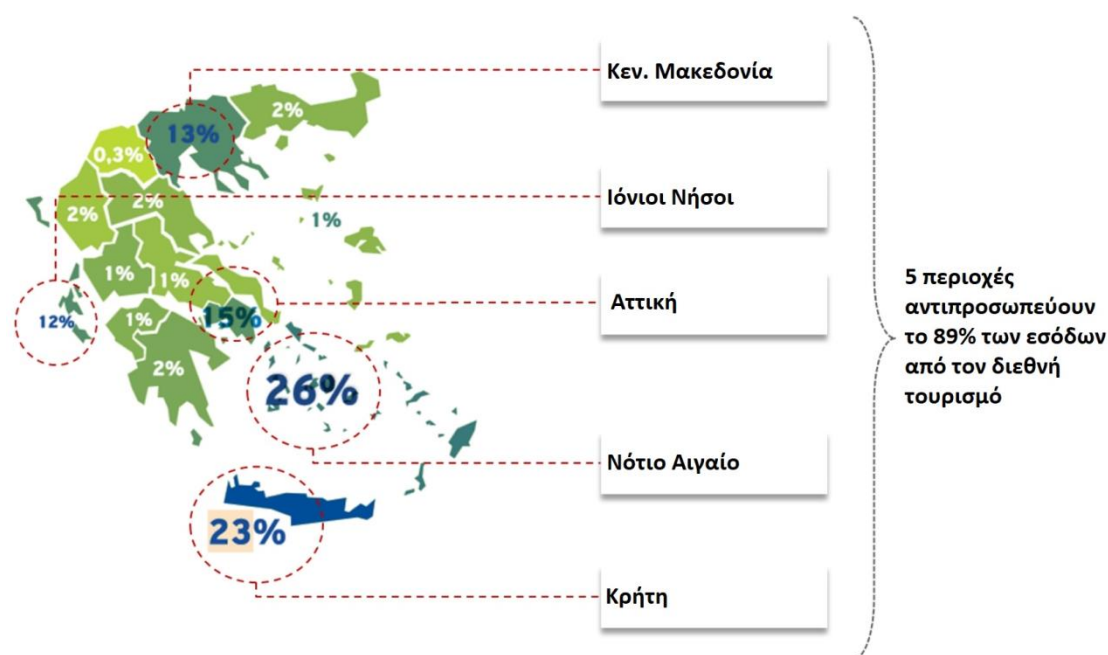 Κεν. Μακεδονία
2%
13%
0,3%
Ιόνιοι Νήσοι
2%
2%
1%
1%
1%
5 περιοχές
αντιπροσωπεύουν
το 89% των εσόδων
από τον διεθνή
τουρισμό
Αττική
12%
1%
15%
2%
26%
Νότιο Αιγαίο
23%
Κρήτη